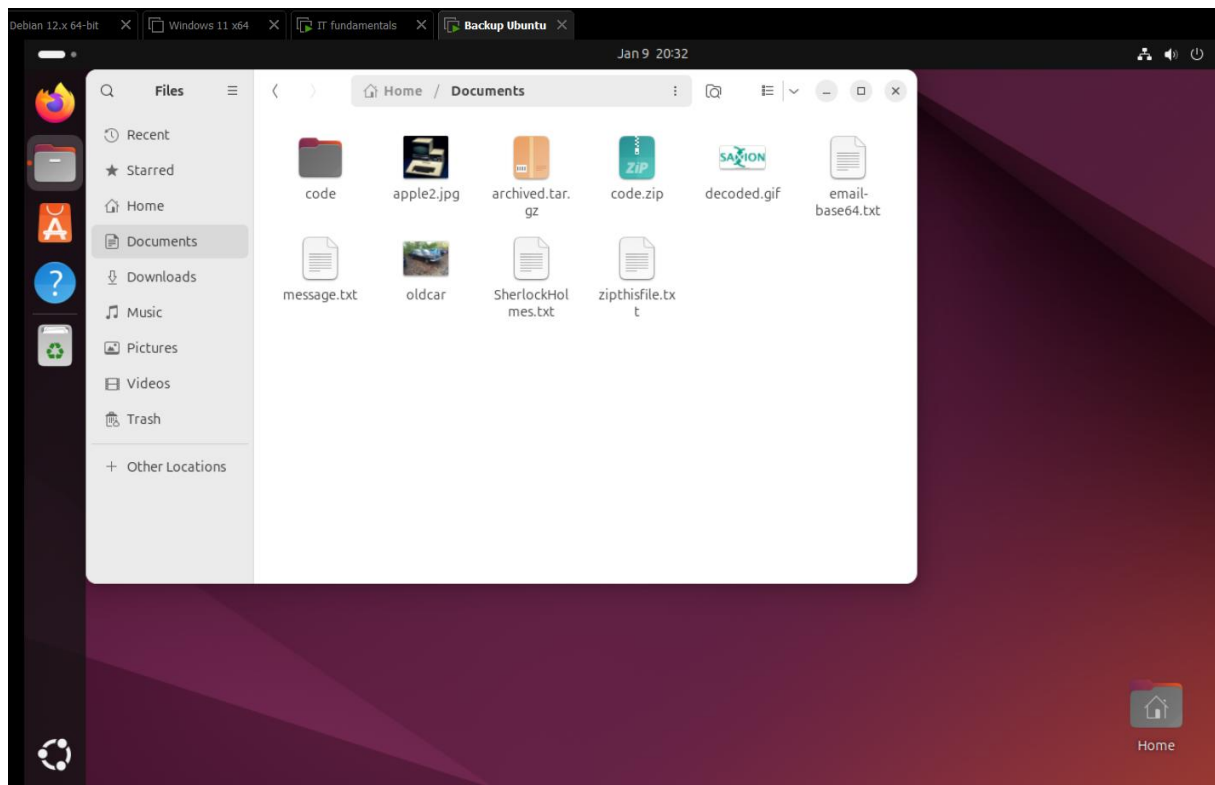 Debian 12.x 64-bit
Windows 11 x64
IT fundamentals
Backup Ubuntu
Jan 9 20:32
Files
Home / Documents
Recent
Starred
Home
Documents
Downloads
Music
Pictures
Videos
Trash
+ Other Locations
code
apple2.jpg
archived.tar.
gz
ZIP
code.zip
SAXION
decoded.gif
email-
base64.txt
message.txt
oldcar
SherlockHol
mes.txt
zipthisfile.tx
t
Home